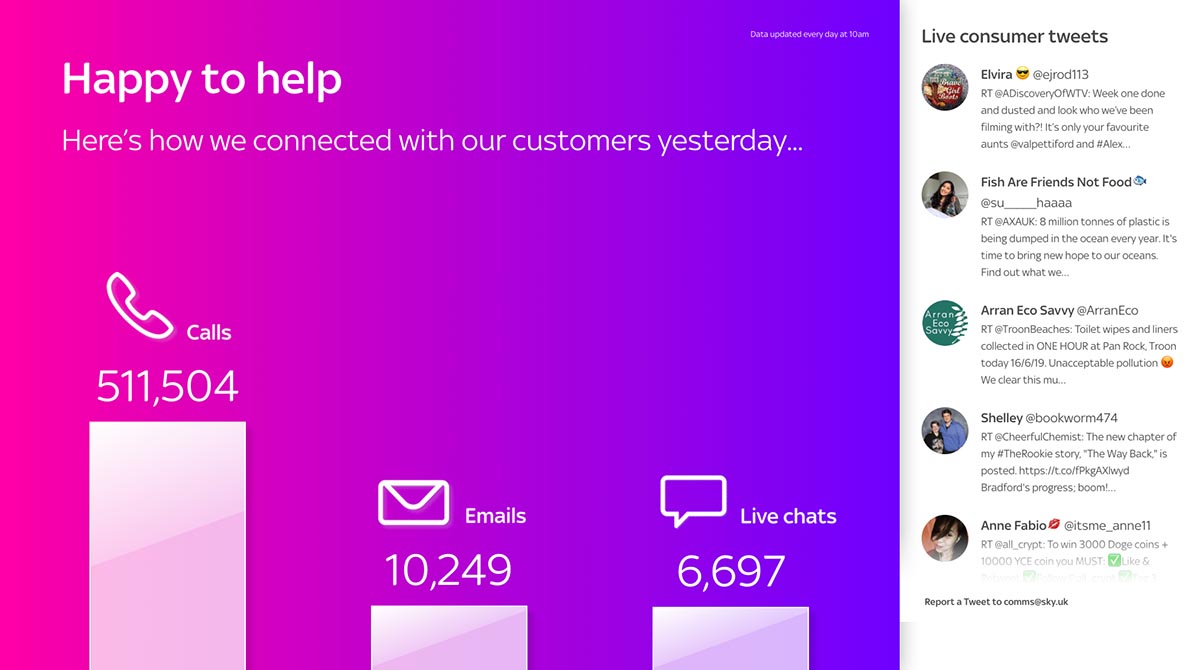 Data updated every day at 10am
Happy to help
Here's how we connected with our customers yesterday...
Calls
511,504
Emails
10,249
Live chats
6,697
Live consumer tweets
Elvira 😎 @ejrod113
RT @ADiscoveryOfWTV: Week one done
and dusted and look who we've been
filming with?! It's only your favourite
aunts @valpettiford and #Alex...
Fish Are Friends Not Food🐟
@su_____haaaa
RT @AXAUK: 8 million tonnes of plastic is
being dumped in the ocean every year. It's
time to bring new hope to our oceans.
Find out what we...
Arran
Eco
Savvy
Arran Eco Savvy @ArranEco
RT @TroonBeaches: Toilet wipes and liners
collected in ONE HOUR at Pan Rock, Troon
today 16/6/19. Unacceptable pollution 😡
We clear this mu...
Shelley @bookworm474
RT @CheerfulChemist: The new chapter of
my #TheRookie story, "The Way Back," is
posted. https://t.co/fPkgAXlwyd
Bradford's progress; boom!...
Anne Fabio💋 @itsme_anne11
RT @all_crypt: To win 3000 Doge coins +
10000 YCE coin you MUST: ✅Like &
Retweet ✅Follow @all_crypt ✅
Report a Tweet to comms@sky.uk